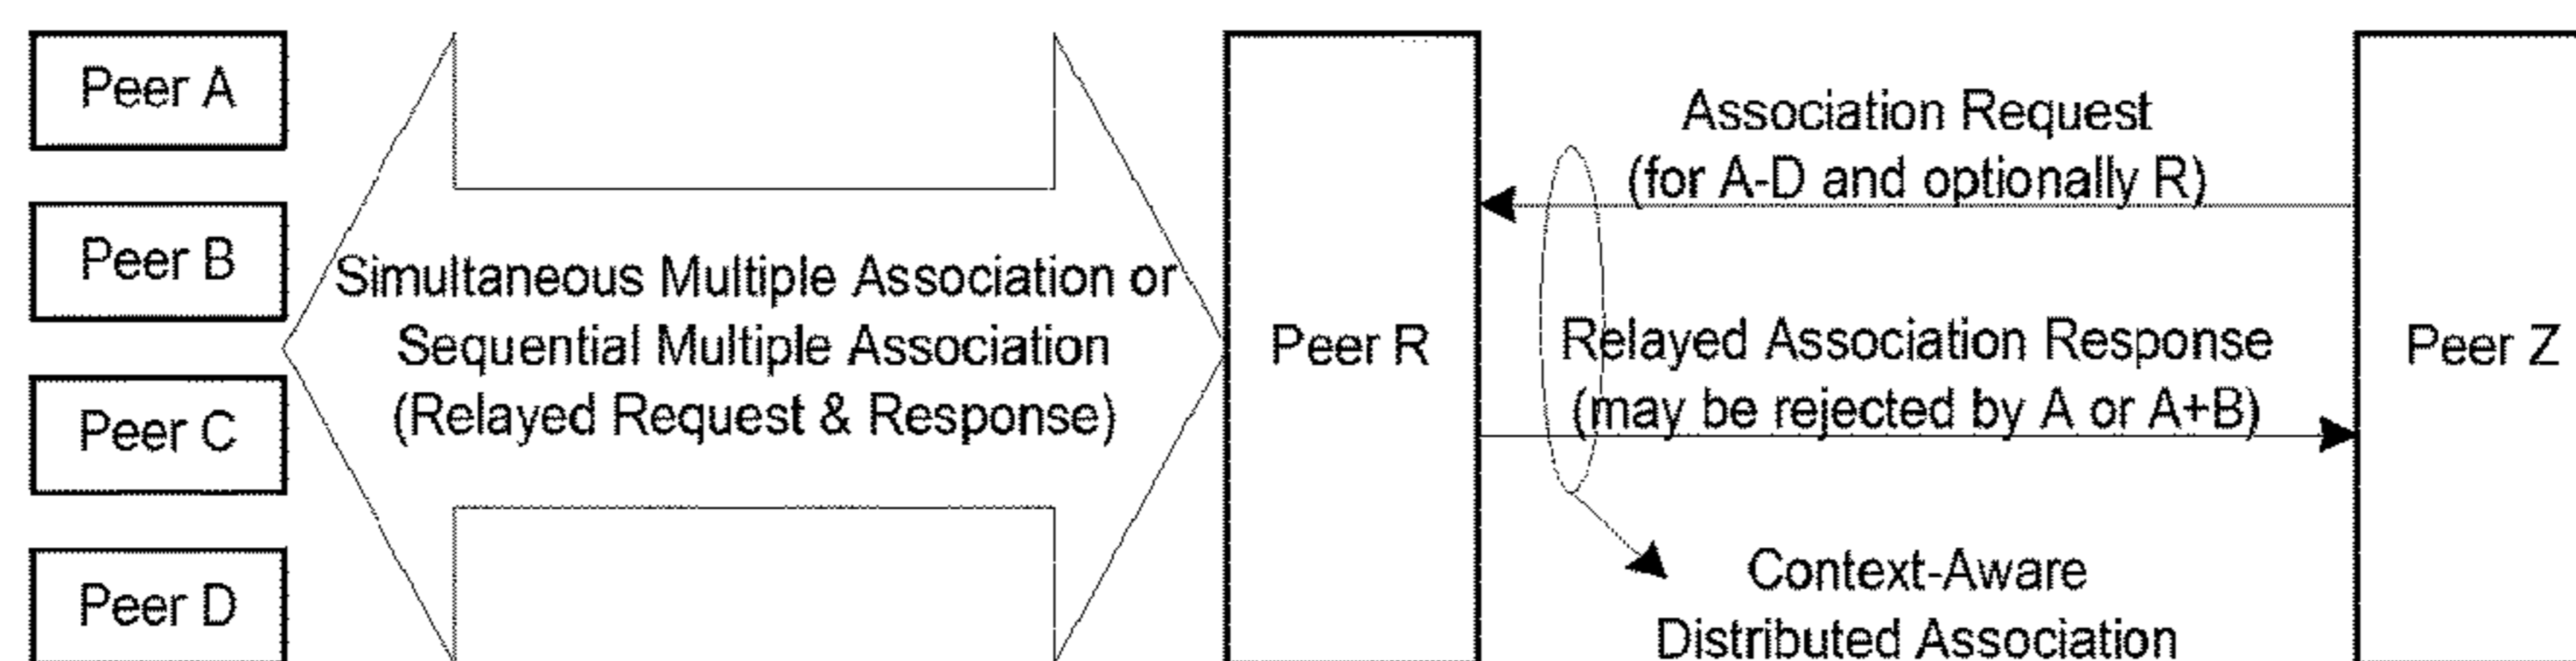 Peer A
Peer B
Peer C
Peer D
Simultaneous Multiple Association or
Sequential Multiple Association
(Relayed Request & Response)
Peer R
Association Request
(for A-D and optionally R)
Relayed Association Response
(may be rejected by A or A+B)
Context-Aware
Distributed Association
Peer Z